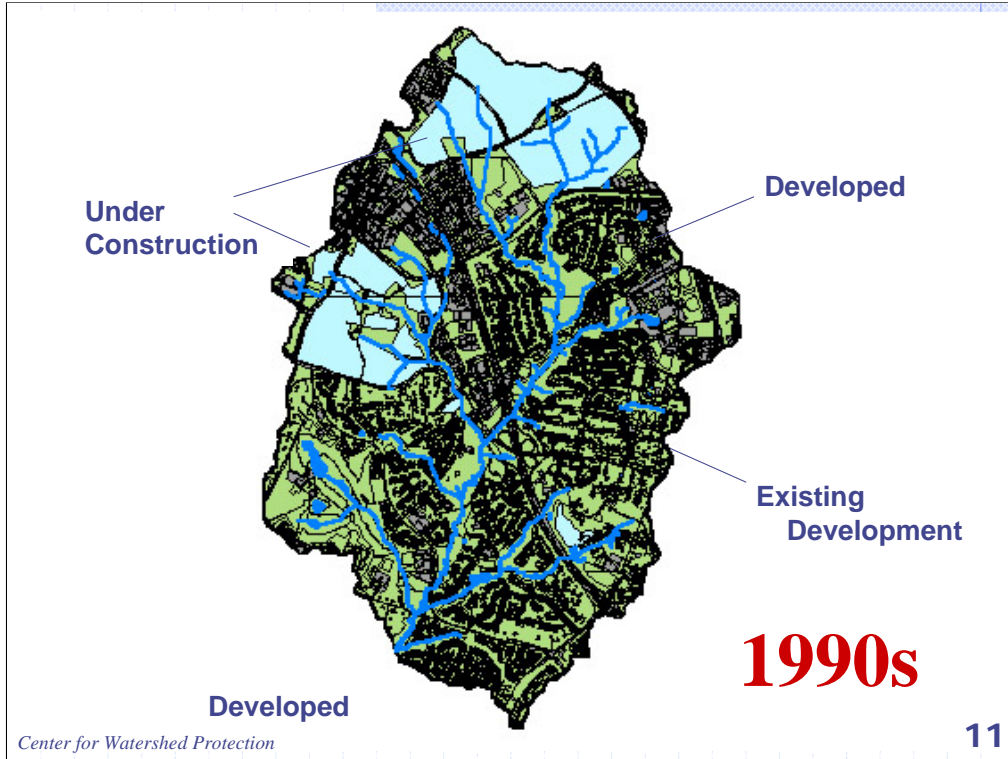 Under
Construction
Developed
Existing
Development
1990s
Developed
Center for Watershed Protection
11